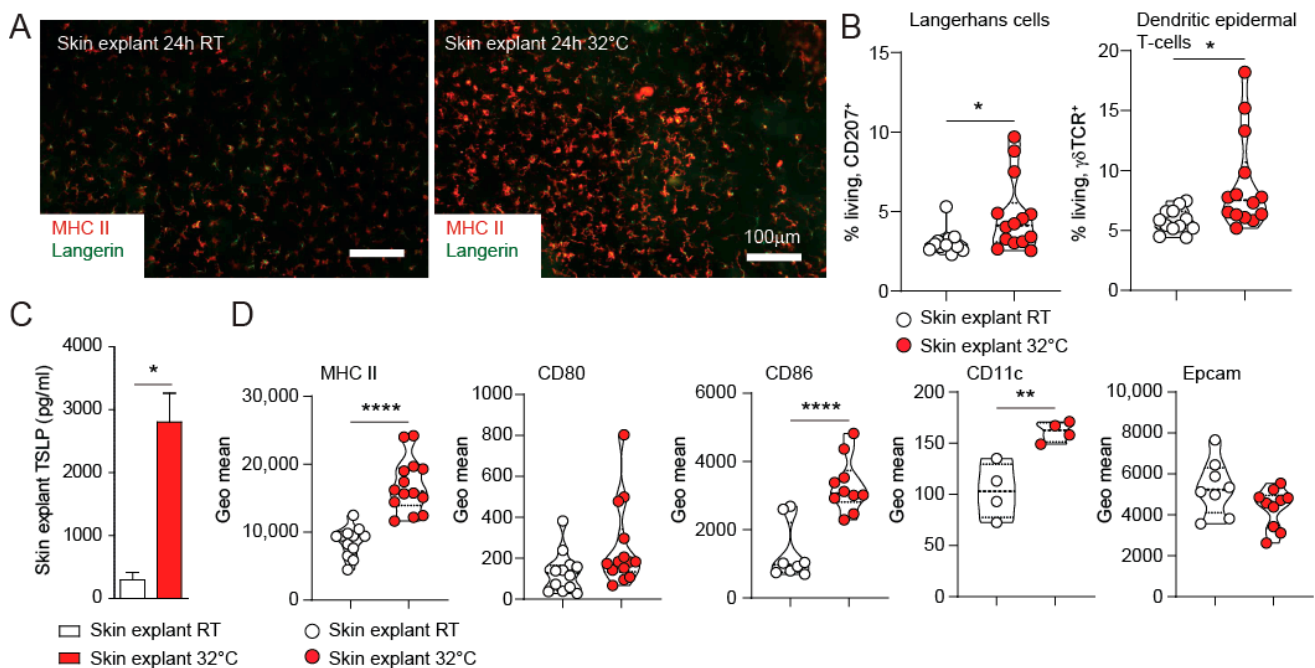 A
Skin explant 24h RT
MHC II
Langerin
Skin explant 24h 32°C
MHC II
Langerin
100µm
B
Langerhans cells
% living, CD207⁺
15
10
5
0
*
Dendritic epidermal
T-cells
% living, γδTCR⁺
20
15
10
5
0
*
Skin explant RT
Skin explant 32°C
C
Skin explant TSLP (pg/ml)
4000
3000
2000
1000
0
*
Skin explant RT
Skin explant 32°C
D
MHC II
Geo mean
30,000
20,000
10,000
0
****
CD80
Geo mean
1000
800
600
400
200
0
CD86
Geo mean
6000
4000
2000
0
****
CD11c
Geo mean
200
150
100
50
0
**
Epcam
Geo mean
10,000
8000
6000
4000
2000
0
Skin explant RT
Skin explant 32°C